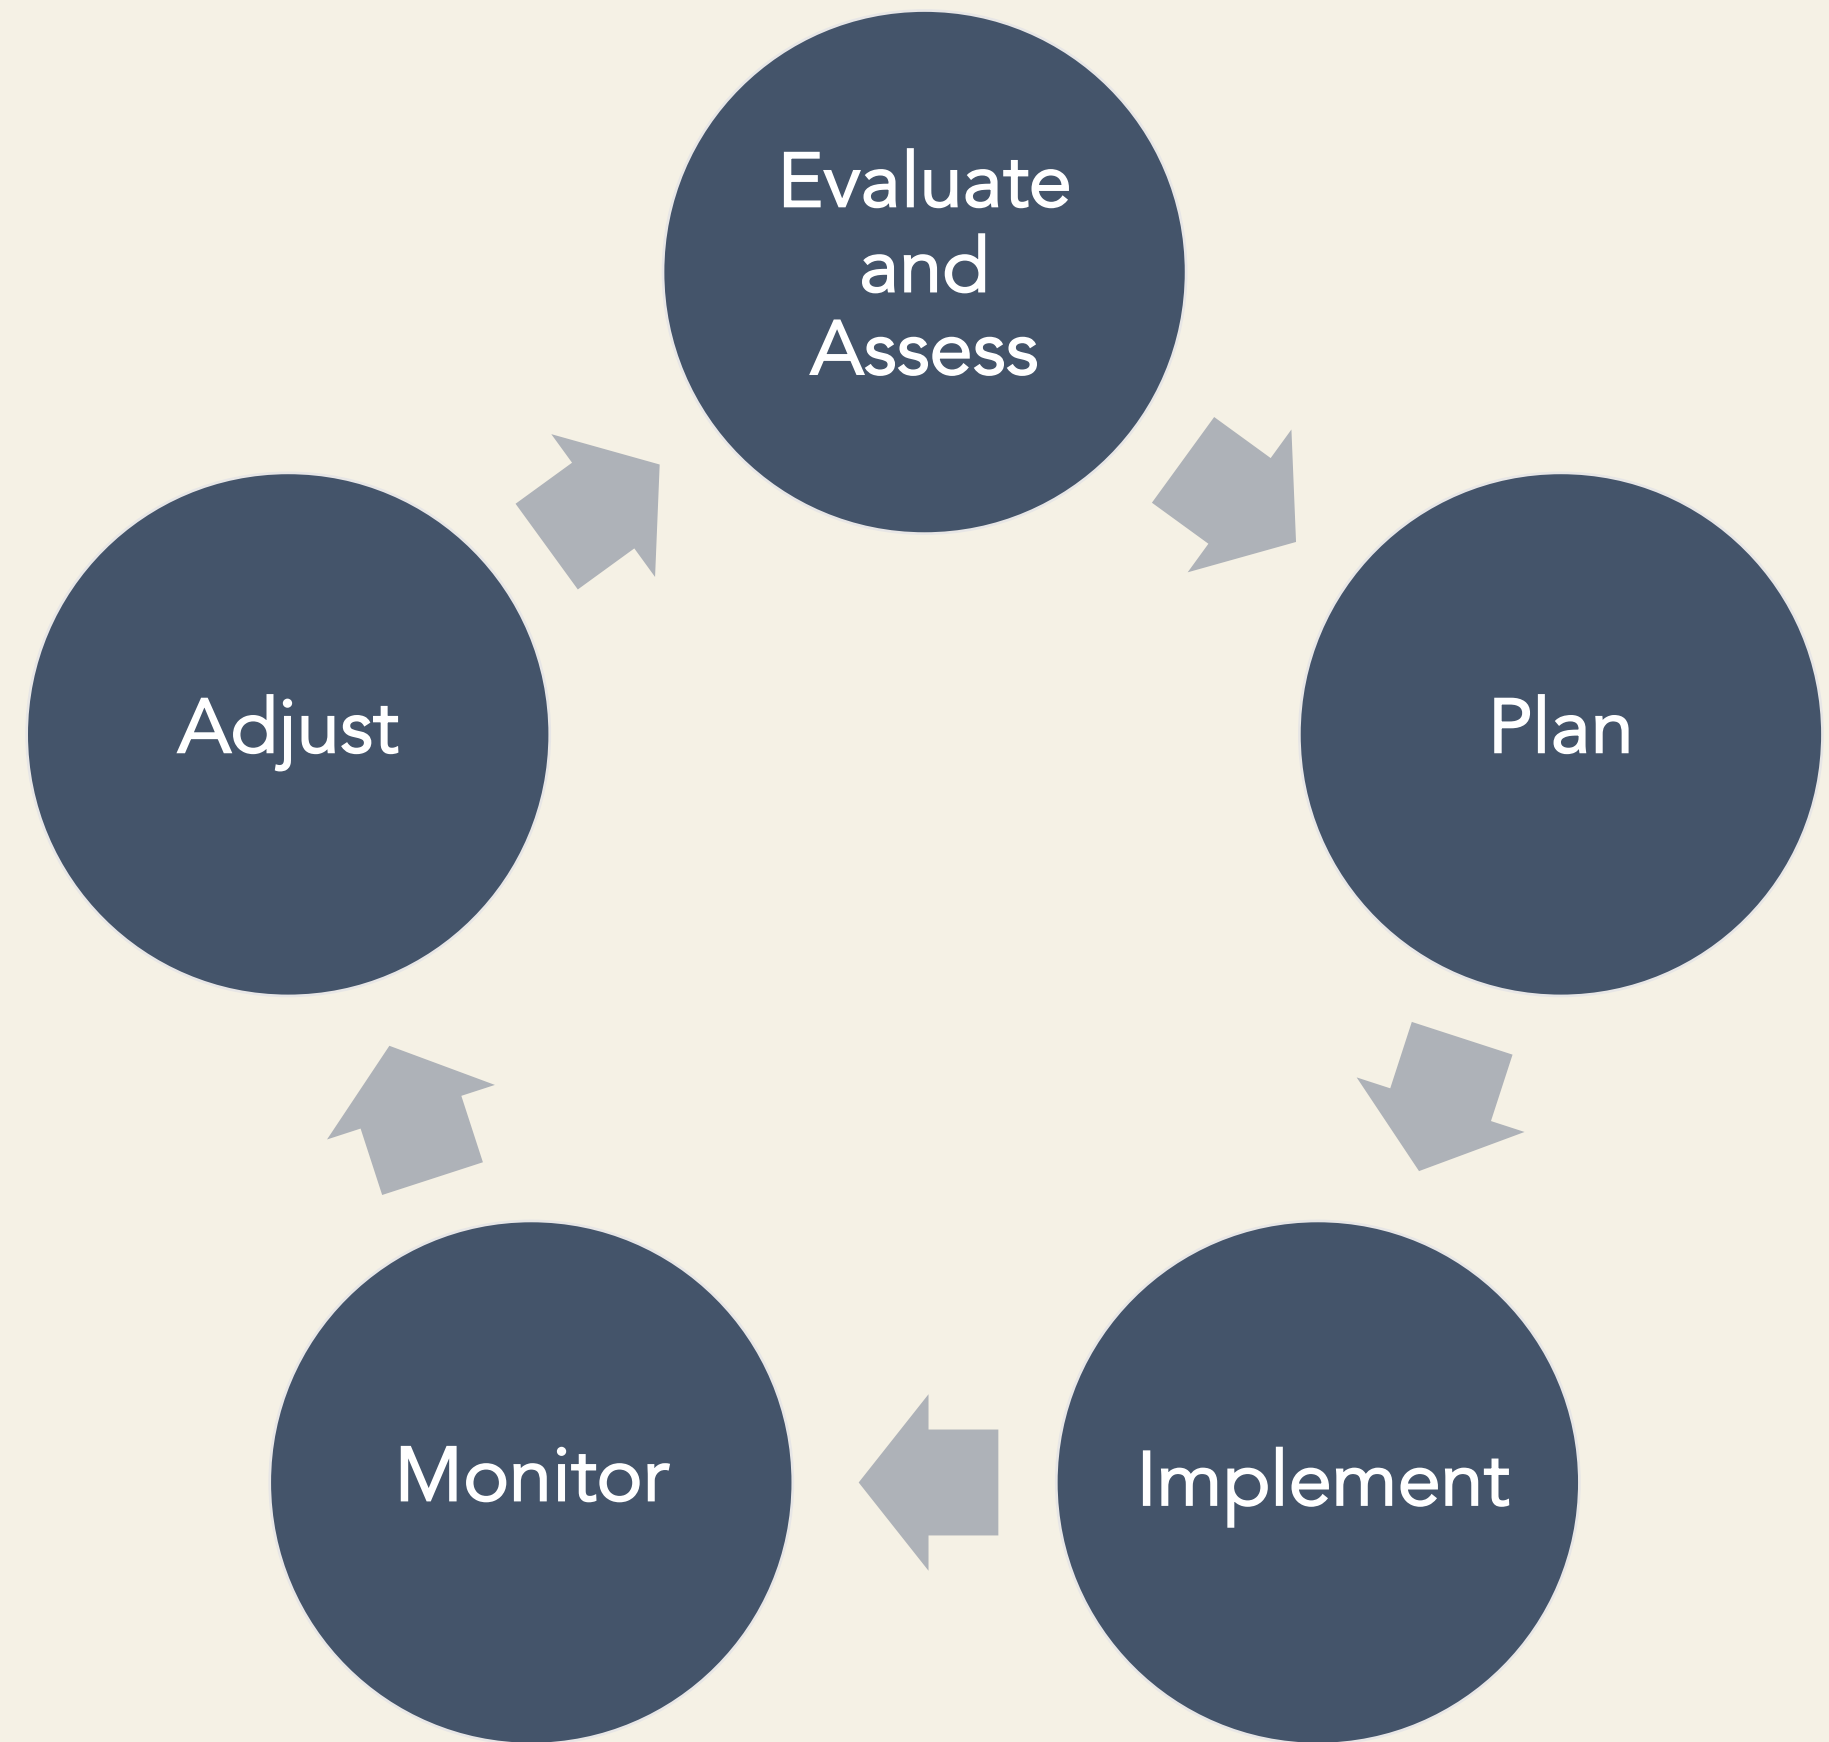 Evaluate
and
Assess
Plan
Implement
Monitor
Adjust